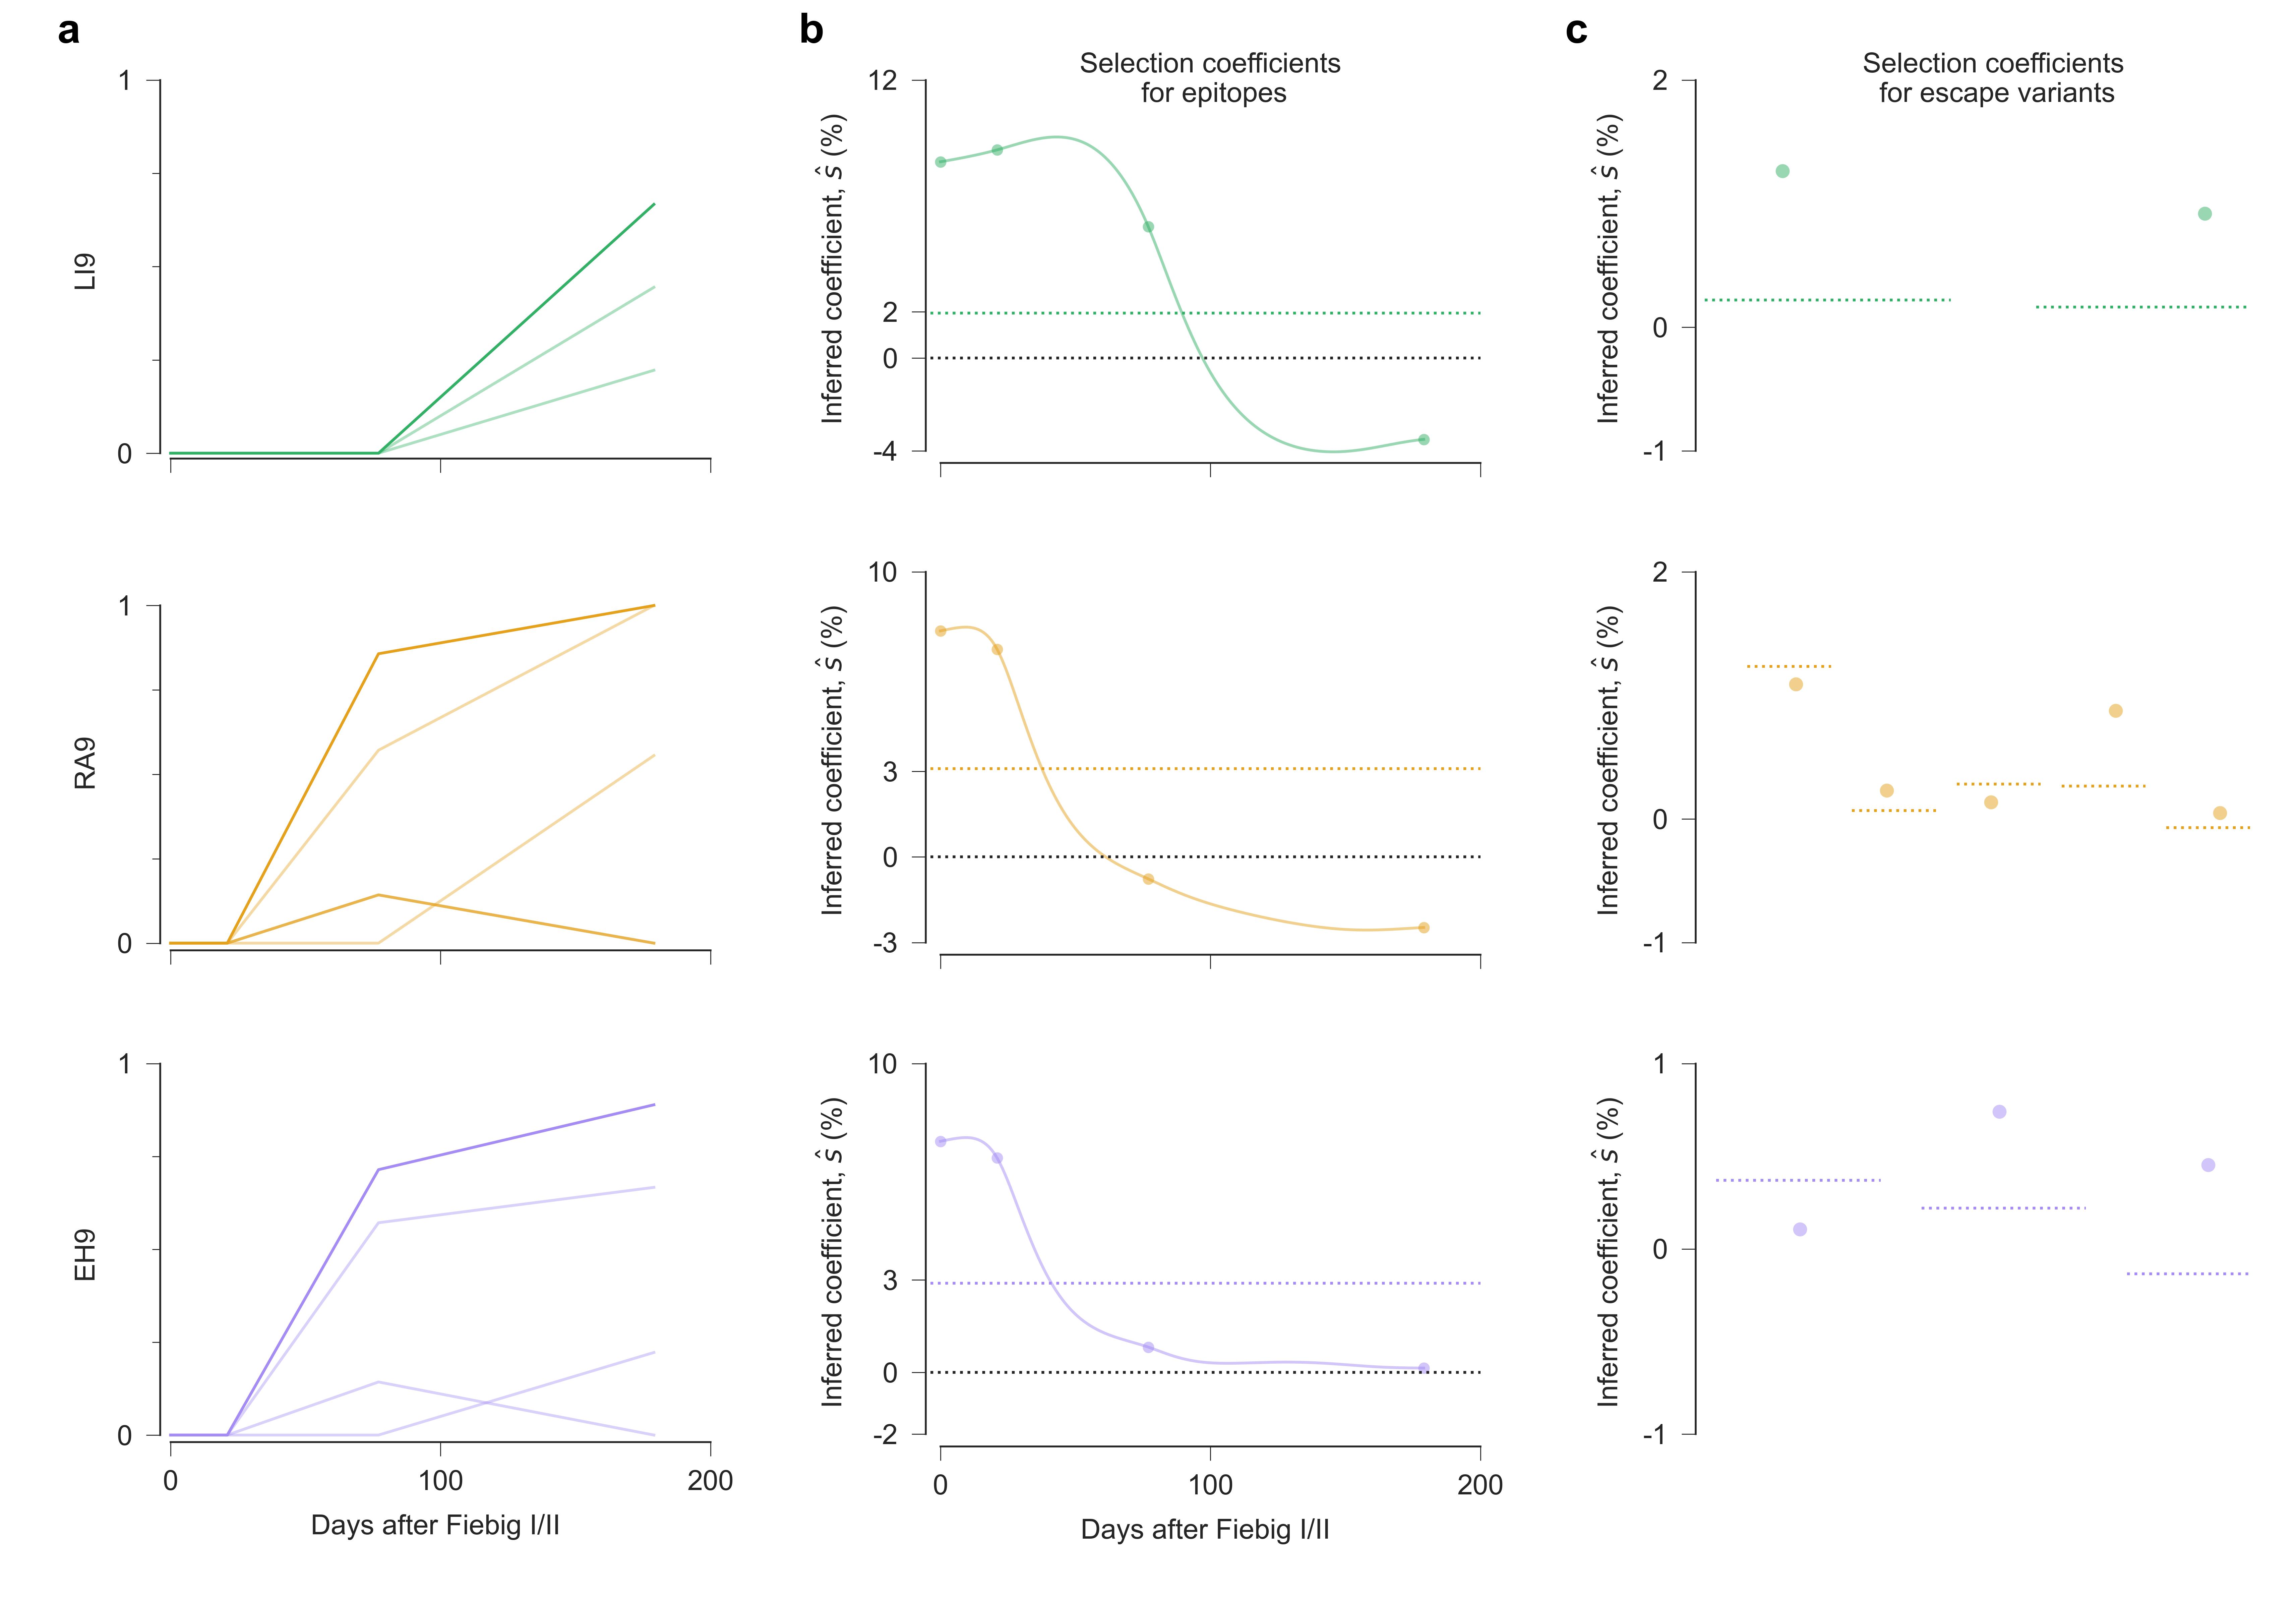 a
b
c
Selection coefficients
for epitopes
Selection coefficients
for escape variants
LI9
1
0
Inferred coefficient, ŝ (%)
12
2
0
-4
Inferred coefficient, ŝ (%)
2
0
-1
RA9
1
0
Inferred coefficient, ŝ (%)
10
3
0
-3
Inferred coefficient, ŝ (%)
2
0
-1
EH9
1
0
0
100
200
Days after Fiebig I/II
Inferred coefficient, ŝ (%)
10
3
0
-2
0
100
200
Days after Fiebig I/II
Inferred coefficient, ŝ (%)
1
0
-1